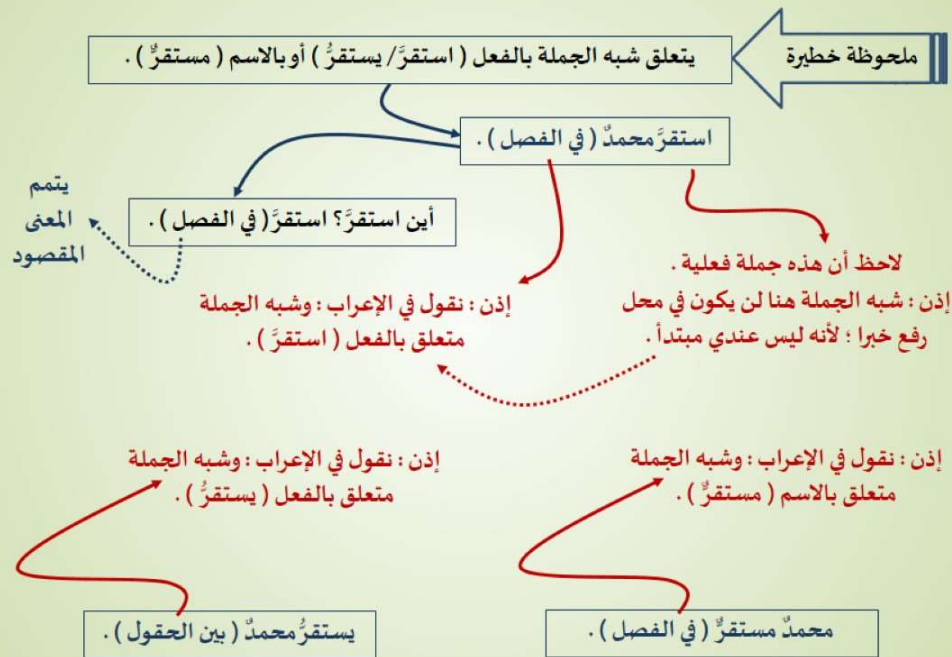 ملحوظة خطيرة
يتعلق شبه الجملة بالفعل ( استقرَّ/ يستقرُّ ) أو بالاسم ( مستقرٌّ ) .
استقرَّ محمدٌ ( في الفصل ) .
أين استقرَّ؟ استقرَّ ( في الفصل ) .
يتمم
المعنى
المقصود
لاحظ أن هذه جملة فعلية .
إذن : شبه الجملة هنا لن يكون في محل
رفع خبرا ؛ لأنه ليس عندي مبتدأ .
إذن : نقول في الإعراب : وشبه الجملة
متعلق بالفعل ( استقرَّ ) .
إذن : نقول في الإعراب : وشبه الجملة
متعلق بالاسم ( مستقرٌّ ) .
إذن : نقول في الإعراب : وشبه الجملة
متعلق بالفعل ( يستقرُّ ) .
محمدٌ مستقرٌّ ( في الفصل ) .
يستقرُّ محمدٌ ( بين الحقول ) .